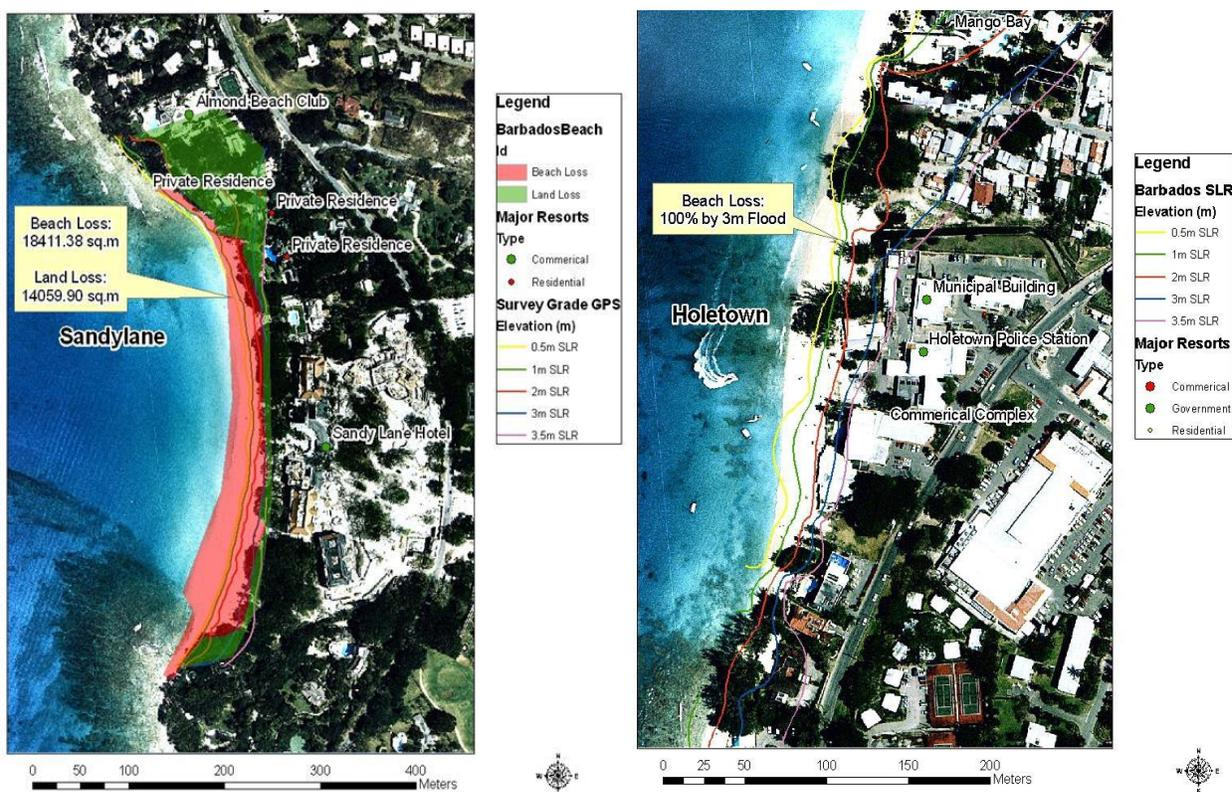 Almond Beach Club
Private Residence
Private Residence
Private Residence
Beach Loss:
18411.38 sq.m
Land Loss:
14059.90 sq.m
Sandylane
Sandy Lane Hotel
Legend
BarbadosBeach
Id
Beach Loss
Land Loss
Major Resorts
Type
Commerical
Residential
Survey Grade GPS
Elevation (m)
0.5m SLR
1m SLR
2m SLR
3m SLR
3.5m SLR
0 50 100 200 300 400
Meters
N
W E
S
Mango Bay
Beach Loss:
100% by 3m Flood
Municipal Building
Holetown
Holetown Police Station
Commerical Complex
Legend
Barbados SLR
Elevation (m)
0.5m SLR
1m SLR
2m SLR
3m SLR
3.5m SLR
Major Resorts
Type
Commerical
Government
Residential
0 25 50 100 150 200
Meters
N
W E
S